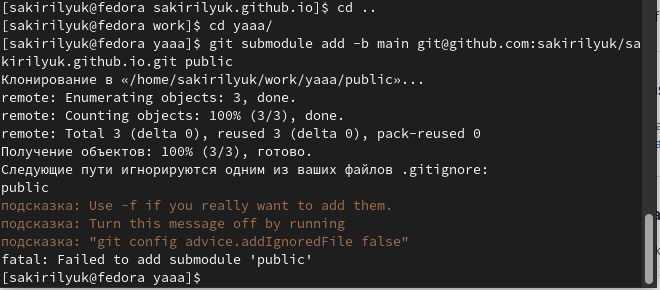 [sakirilyuk@fedora sakirilyuk.github.io]$ cd ..
[sakirilyuk@fedora work]$ cd yaaa/
[sakirilyuk@fedora yaaa]$ git submodule add -b main git@github.com:sakirilyuk/sa
kirilyuk.github.io.git public
Клонирование в «/home/sakirilyuk/work/yaaa/public»...
remote: Enumerating objects: 3, done.
remote: Counting objects: 100% (3/3), done.
remote: Total 3 (delta 0), reused 3 (delta 0), pack-reused 0
Получение объектов: 100% (3/3), готово.
Следующие пути игнорируются одним из ваших файлов .gitignore:
public
подсказка: Use -f if you really want to add them.
подсказка: Turn this message off by running
подсказка: "git config advice.addIgnoredFile false"
fatal: Failed to add submodule 'public'
[sakirilyuk@fedora yaaa]$